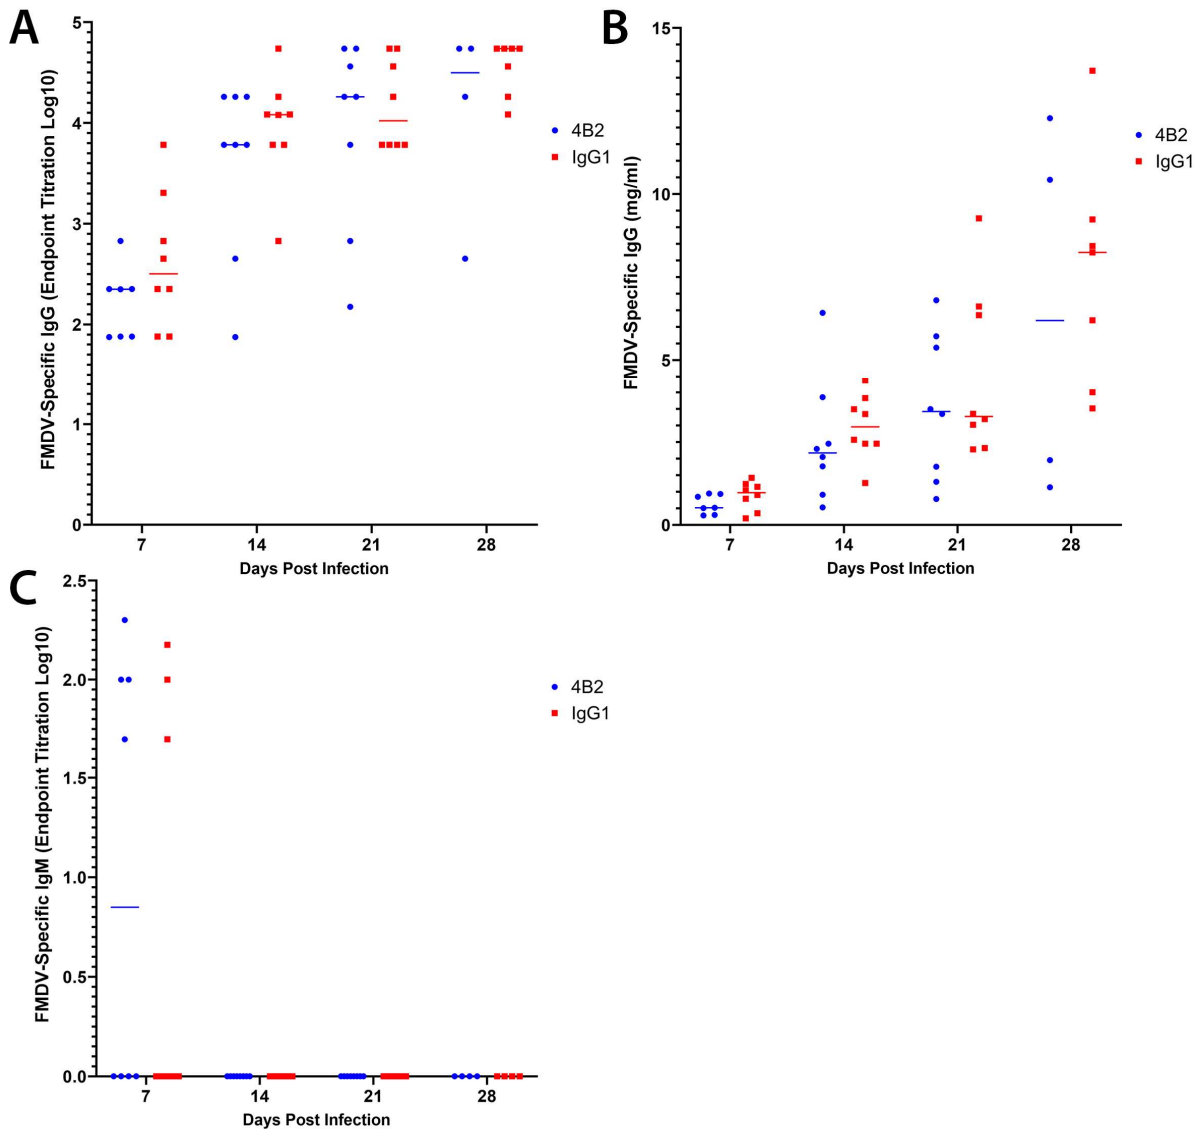 A
FMDV-Specific IgG (Endpoint Titration Log10)
5
4
3
2
1
0
7 14 21 28
Days Post Infection
4B2
IgG1
B
FMDV-Specific IgG (mg/ml)
15
10
5
0
7 14 21 28
Days Post Infection
4B2
IgG1
C
FMDV-Specific IgM (Endpoint Titration Log10)
2.5
2.0
1.5
1.0
0.5
0.0
7 14 21 28
Days Post Infection
4B2
IgG1